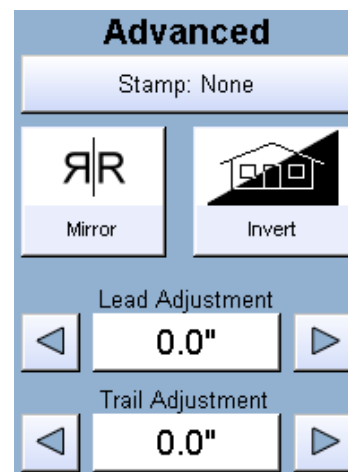 Advanced
Stamp: None
ЯR
Mirror
Invert
Lead Adjustment
0.0"
Trail Adjustment
0.0"